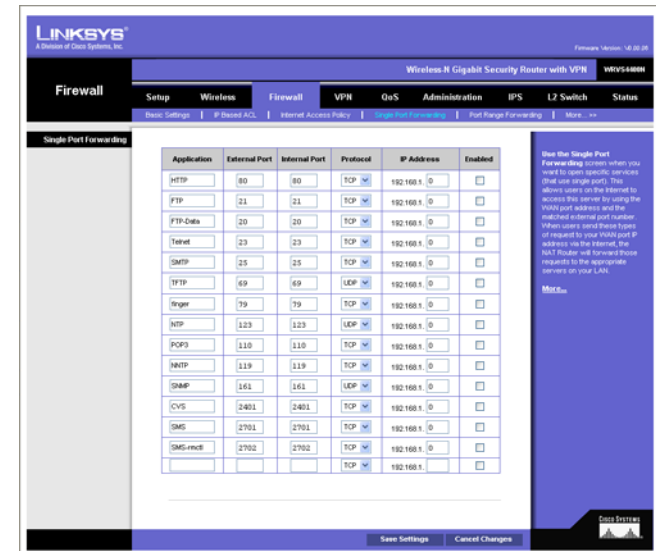 LINKSYS®
A Division of Cisco Systems, Inc.
Wireless-N Gigabit Security Router with VPN
WRVS4400N
Firewall
Setup
Wireless
Firewall
VPN
QoS
Administration
IPS
L2 Switch
Status
Basic Settings | IP Based ACL | Internet Access Policy | Single Port Forwarding | Port Range Forwarding | More... >>
Single Port Forwarding
Application External Port Internal Port Protocol IP Address Enabled
HTTP 80 80 TCP 192.168.1. 0
FTP 21 21 TCP 192.168.1. 0
FTP-Data 20 20 TCP 192.168.1. 0
Telnet 23 23 TCP 192.168.1. 0
SMTP 25 25 TCP 192.168.1. 0
TFTP 69 69 UDP 192.168.1. 0
finger 79 79 TCP 192.168.1. 0
NTP 123 123 UDP 192.168.1. 0
POP3 110 110 TCP 192.168.1. 0
NNTP 119 119 TCP 192.168.1. 0
SNMP 161 161 UDP 192.168.1. 0
CVS 2401 2401 TCP 192.168.1. 0
SMS 2701 2701 TCP 192.168.1. 0
SMS-rmctl 2702 2702 TCP 192.168.1. 0
TCP 192.168.1.
Use the Single Port
Forwarding screen when you
want to open specific services
(that use single port). This
allows users on the Internet to
access this server by using the
WAN port address and the
matched external port number.
When users send these types
of request to your WAN port IP
address via the Internet, the
NAT Router will forward those
requests to the appropriate
servers on your LAN.
More...
Save Settings
Cancel Changes
CISCO SYSTEMS